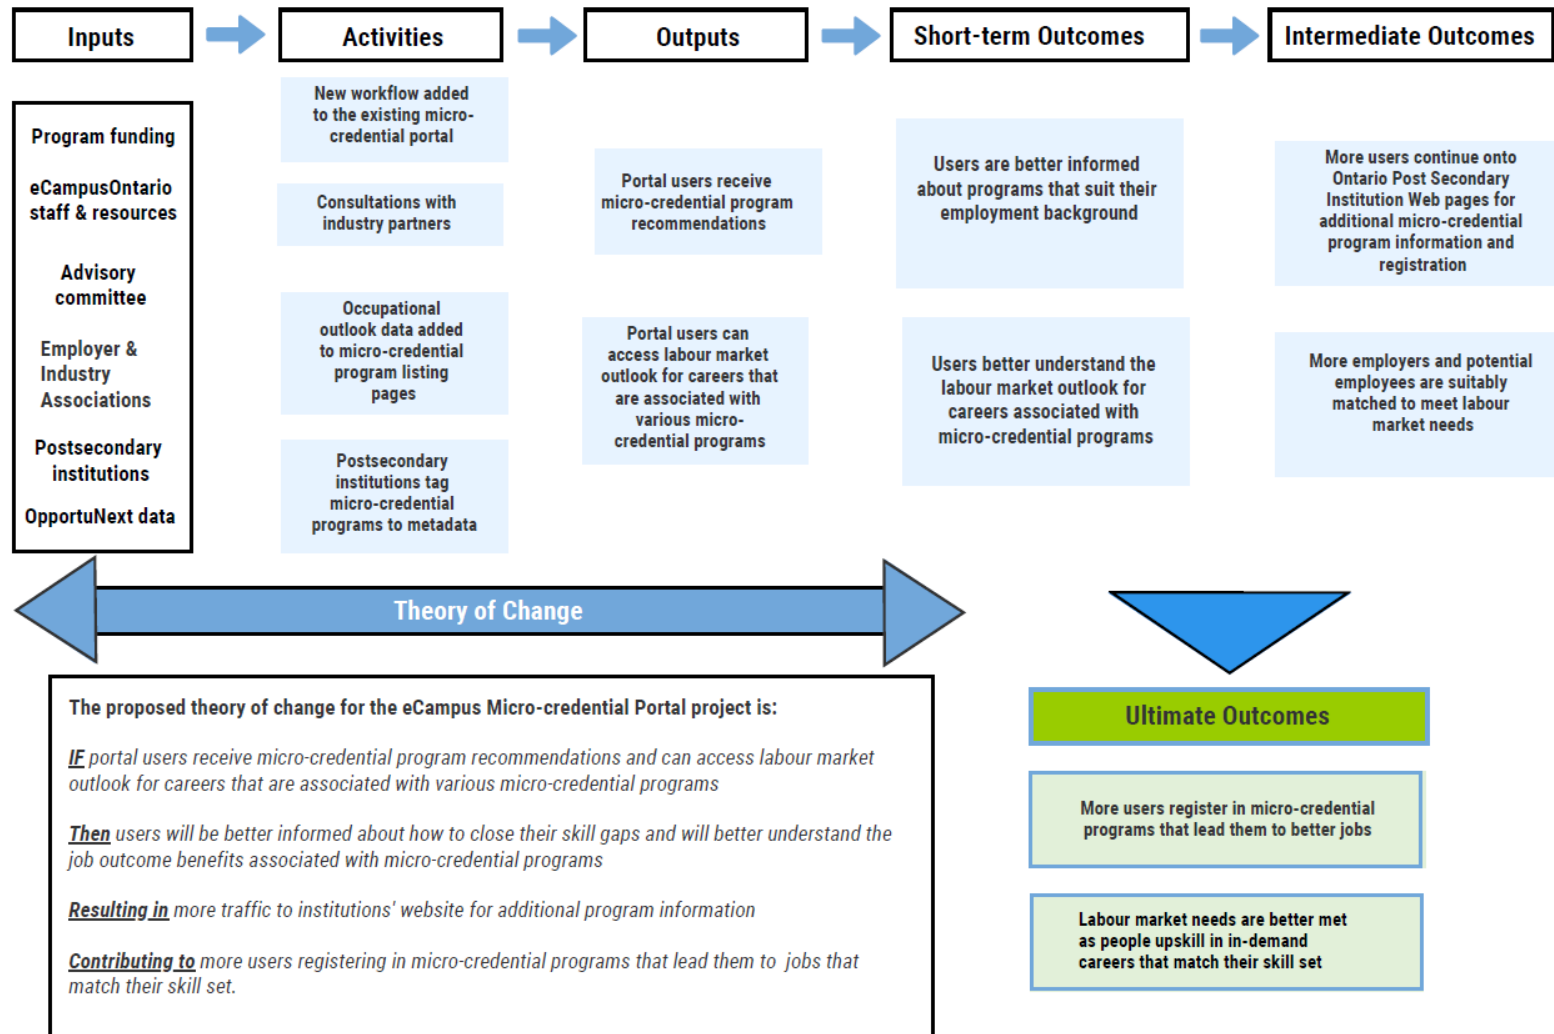 Inputs
Activities
Outputs
Short-term Outcomes
Intermediate Outcomes
Program funding
eCampusOntario
staff & resources
Advisory
committee
Employer &
Industry
Associations
Postsecondary
institutions
OpportuNext data
New workflow added
to the existing micro-
credential portal
Consultations with
industry partners
Occupational
outlook data added
to micro-credential
program listing
pages
Postsecondary
institutions tag
micro-credential
programs to metadata
Portal users receive
micro-credential program
recommendations
Portal users can
access labour market
outlook for careers that
are associated with
various micro-
credential programs
Users are better informed
about programs that suit their
employment background
Users better understand the
labour market outlook for
careers associated with
micro-credential programs
More users continue onto
Ontario Post Secondary
Institution Web pages for
additional micro-credential
program information and
registration
More employers and potential
employees are suitably
matched to meet labour
market needs
Theory of Change
The proposed theory of change for the eCampus Micro-credential Portal project is:
IF portal users receive micro-credential program recommendations and can access labour market
outlook for careers that are associated with various micro-credential programs
Then users will be better informed about how to close their skill gaps and will better understand the
job outcome benefits associated with micro-credential programs
Resulting in more traffic to institutions' website for additional program information
Contributing to more users registering in micro-credential programs that lead them to jobs that
match their skill set.
Ultimate Outcomes
More users register in micro-credential
programs that lead them to better jobs
Labour market needs are better met
as people upskill in in-demand
careers that match their skill set